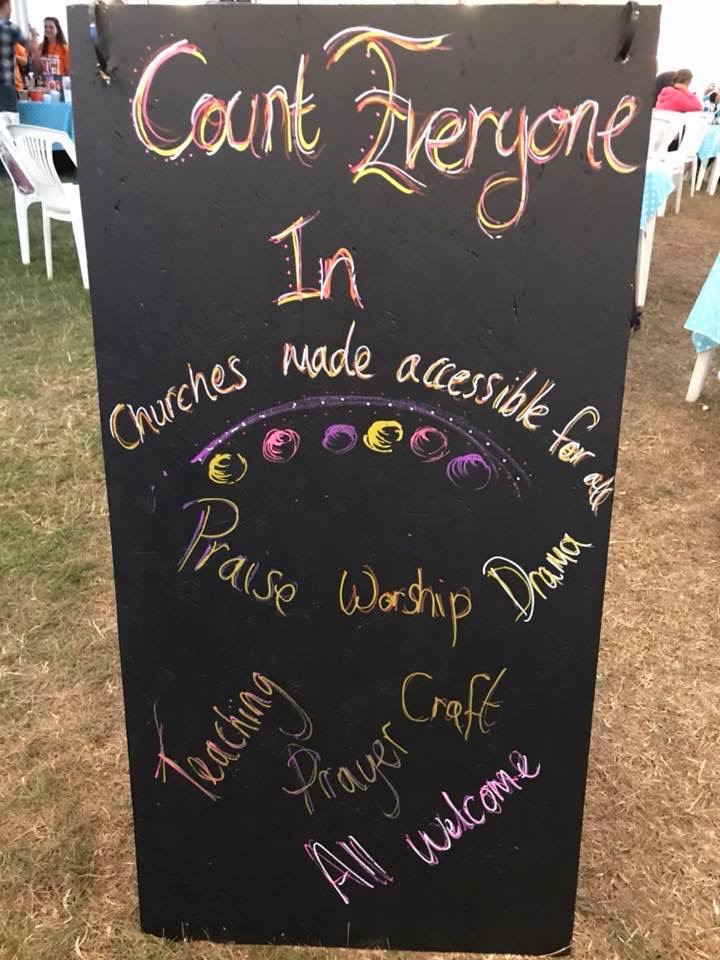 Count Everyone
In
Churches made accessible for all
Praise Worship Drama
Teaching Prayer Craft
All Welcome